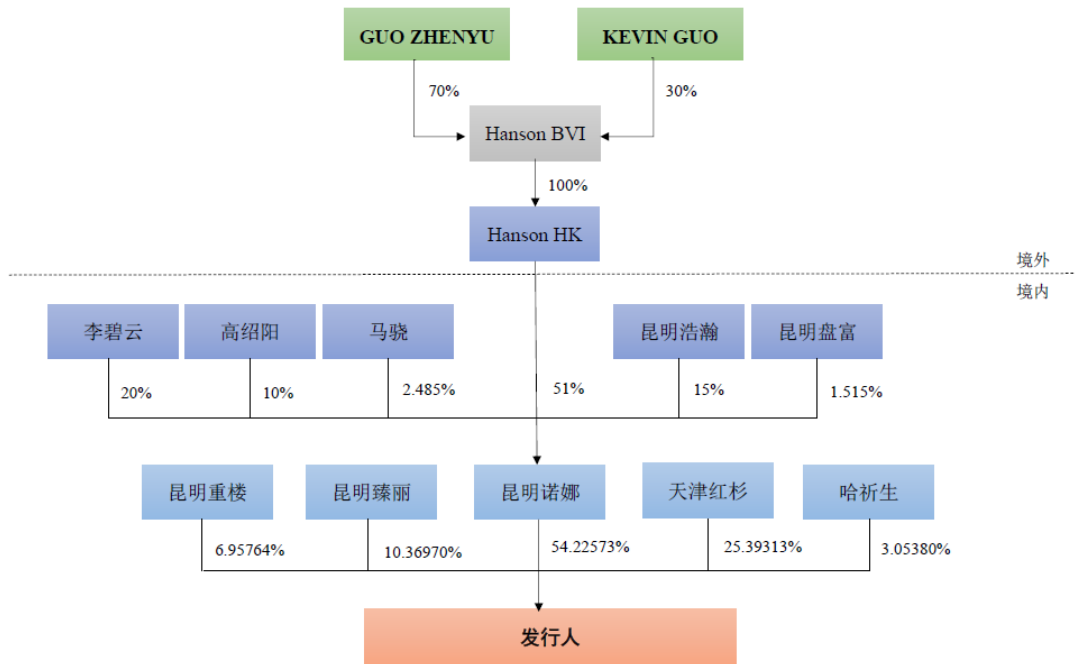 GUO ZHENYU
KEVIN GUO
70%
30%
Hanson BVI
100%
Hanson HK
境外
境内
李碧云
高绍阳
马骁
昆明浩瀚
昆明盘富
20%
10%
2.485%
51%
15%
1.515%
昆明重楼
昆明臻丽
昆明诺娜
天津红杉
哈祈生
6.95764%
10.36970%
54.22573%
25.39313%
3.05380%
发行人